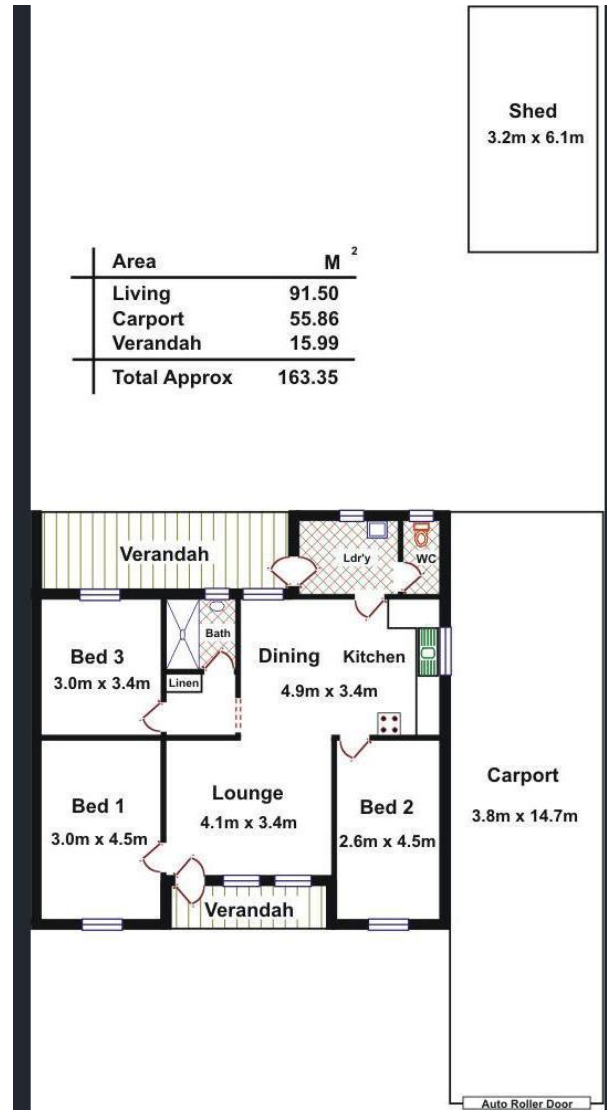 Shed
3.2m x 6.1m
Area M 2
Living 91.50
Carport 55.86
Verandah 15.99
Total Approx 163.35
Verandah
Ldr'y
WC
Bath
Bed 3
3.0m x 3.4m
Linen
Dining Kitchen
4.9m x 3.4m
Bed 1
3.0m x 4.5m
Lounge
4.1m x 3.4m
Bed 2
2.6m x 4.5m
Carport
3.8m x 14.7m
Verandah
Auto Roller Door